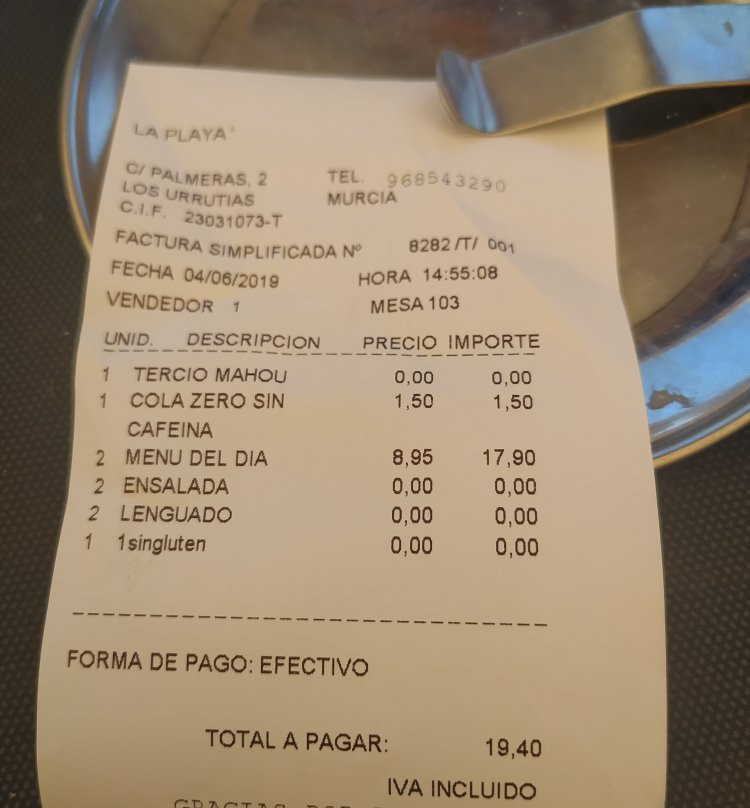 LA PLAYA'
C/ PALMERAS, 2 TEL. 968543290
LOS URRUTIAS MURCIA
C.I.F. 23031073-T
FACTURA SIMPLIFICADA Nº 8282 /T/ 001
FECHA 04/06/2019 HORA 14:55:08
VENDEDOR 1 MESA 103
UNID. DESCRIPCION PRECIO IMPORTE
1 TERCIO MAHOU 0,00 0,00
1 COLA ZERO SIN 1,50 1,50
CAFEINA
2 MENU DEL DIA 8,95 17,90
2 ENSALADA 0,00 0,00
2 LENGUADO 0,00 0,00
1 1singluten 0,00 0,00
FORMA DE PAGO: EFECTIVO
TOTAL A PAGAR: 19,40
IVA INCLUIDO
GRACIAS POR